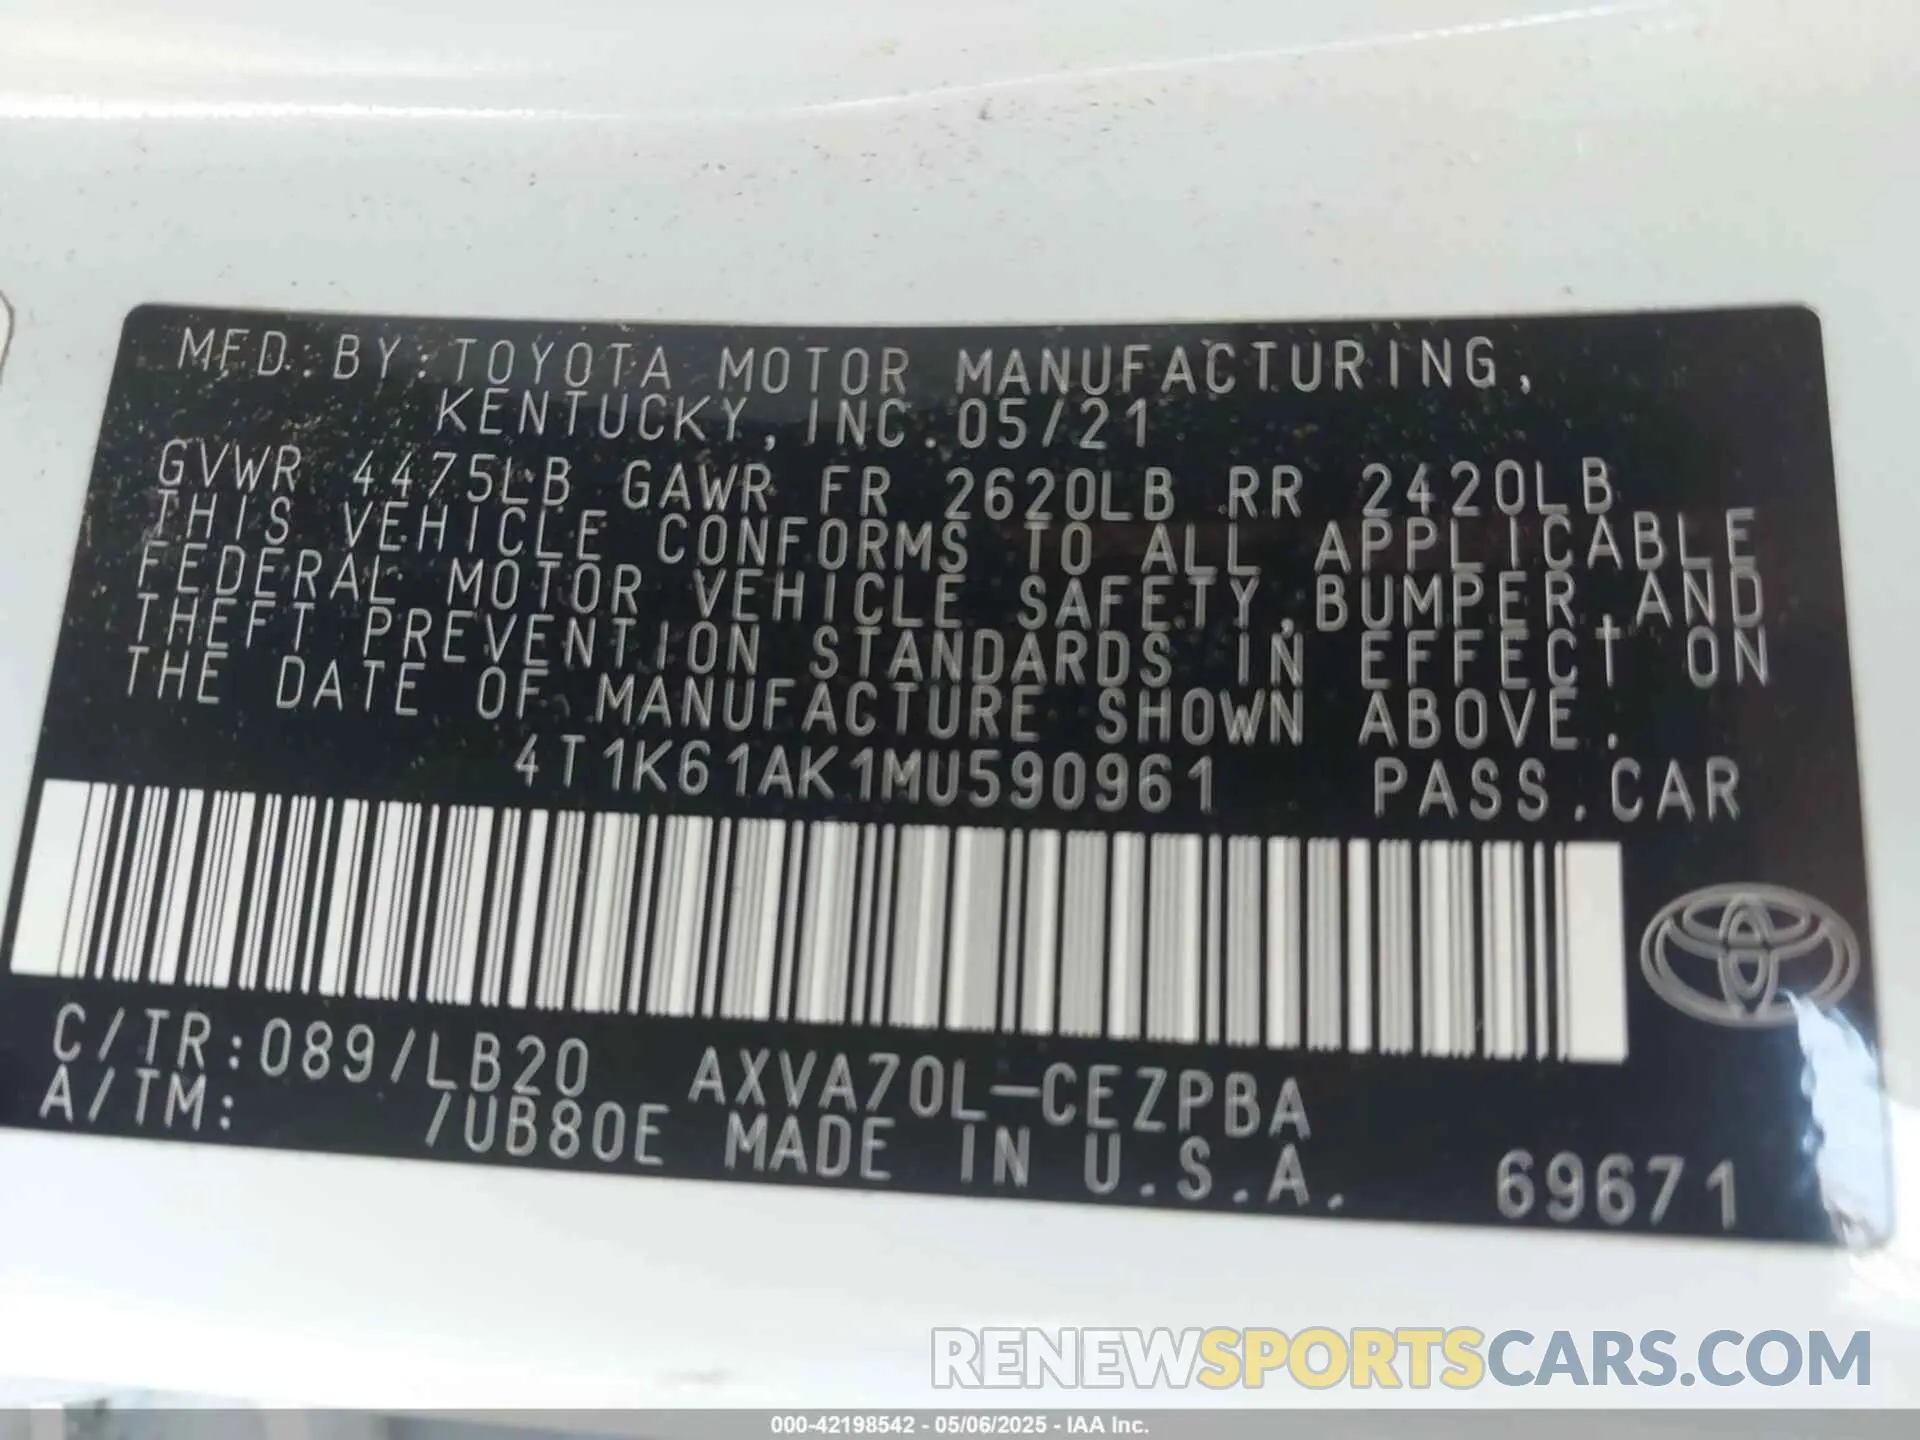 MFD.BY:TOYOTA MOTOR MANUFACTURING,
KENTUCKY, INC. 05/21
GVWR 4475LB GAWR FR 2620LB RR 2420LB
THIS VEHICLE CONFORMS TO ALL APPLICABLE
FEDERAL MOTOR VEHICLE SAFETY,BUMPER,AND
THEFT PREVENTION STANDARDS IN EFFECT ON
THE DATE OF MANUFACTURE SHOWN ABOVE.
4T1K61AK1MU590961 PASS.CAR
C/TR:089/LB20 AXVA70L-CEZPBA
A/TM: /UB80E MADE IN U.S.A. 69671
RENEWSPORTSCARS.COM
000-42198542 - 05/06/2025 - IAA Inc.